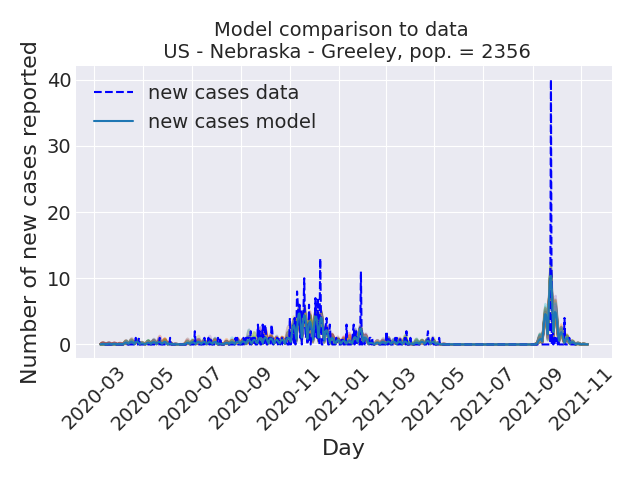 Model comparison to data
US - Nebraska - Greeley, pop. = 2356
Number of new cases reported
40
30
20
10
0
new cases data
new cases model
2020-03
2020-05
2020-07
2020-09
2020-11
2021-01
2021-03
2021-05
2021-07
2021-09
2021-11
Day